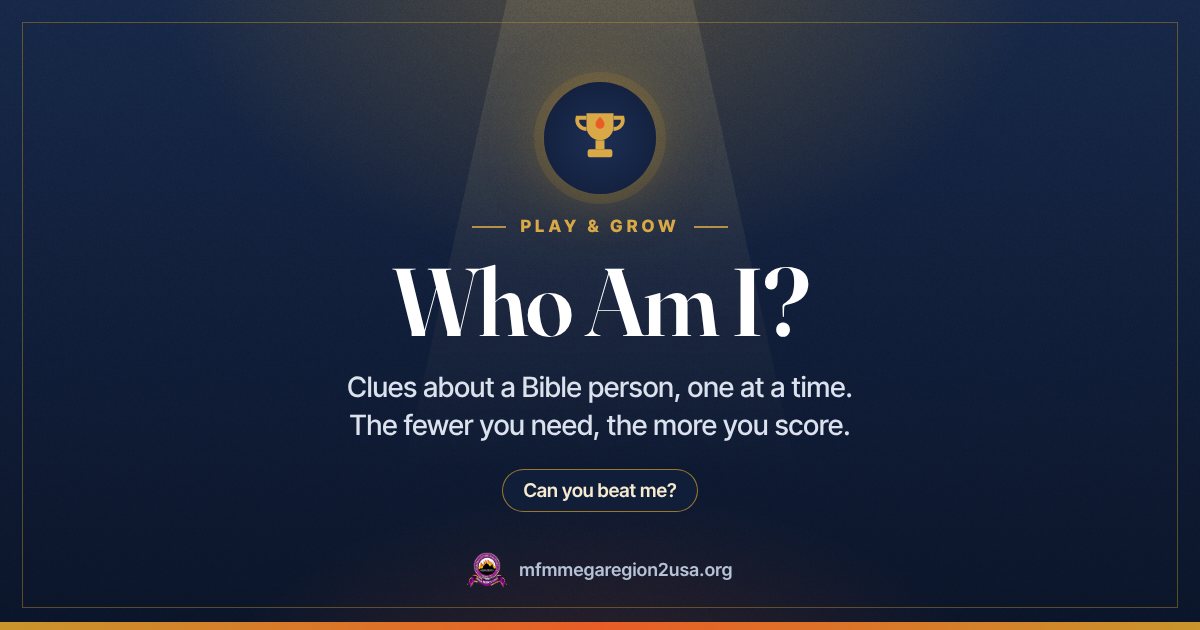 PLAY & GROW
Who Am I?
Clues about a Bible person, one at a time.
The fewer you need, the more you score.
Can you beat me?
mfmmegaregion2usa.org